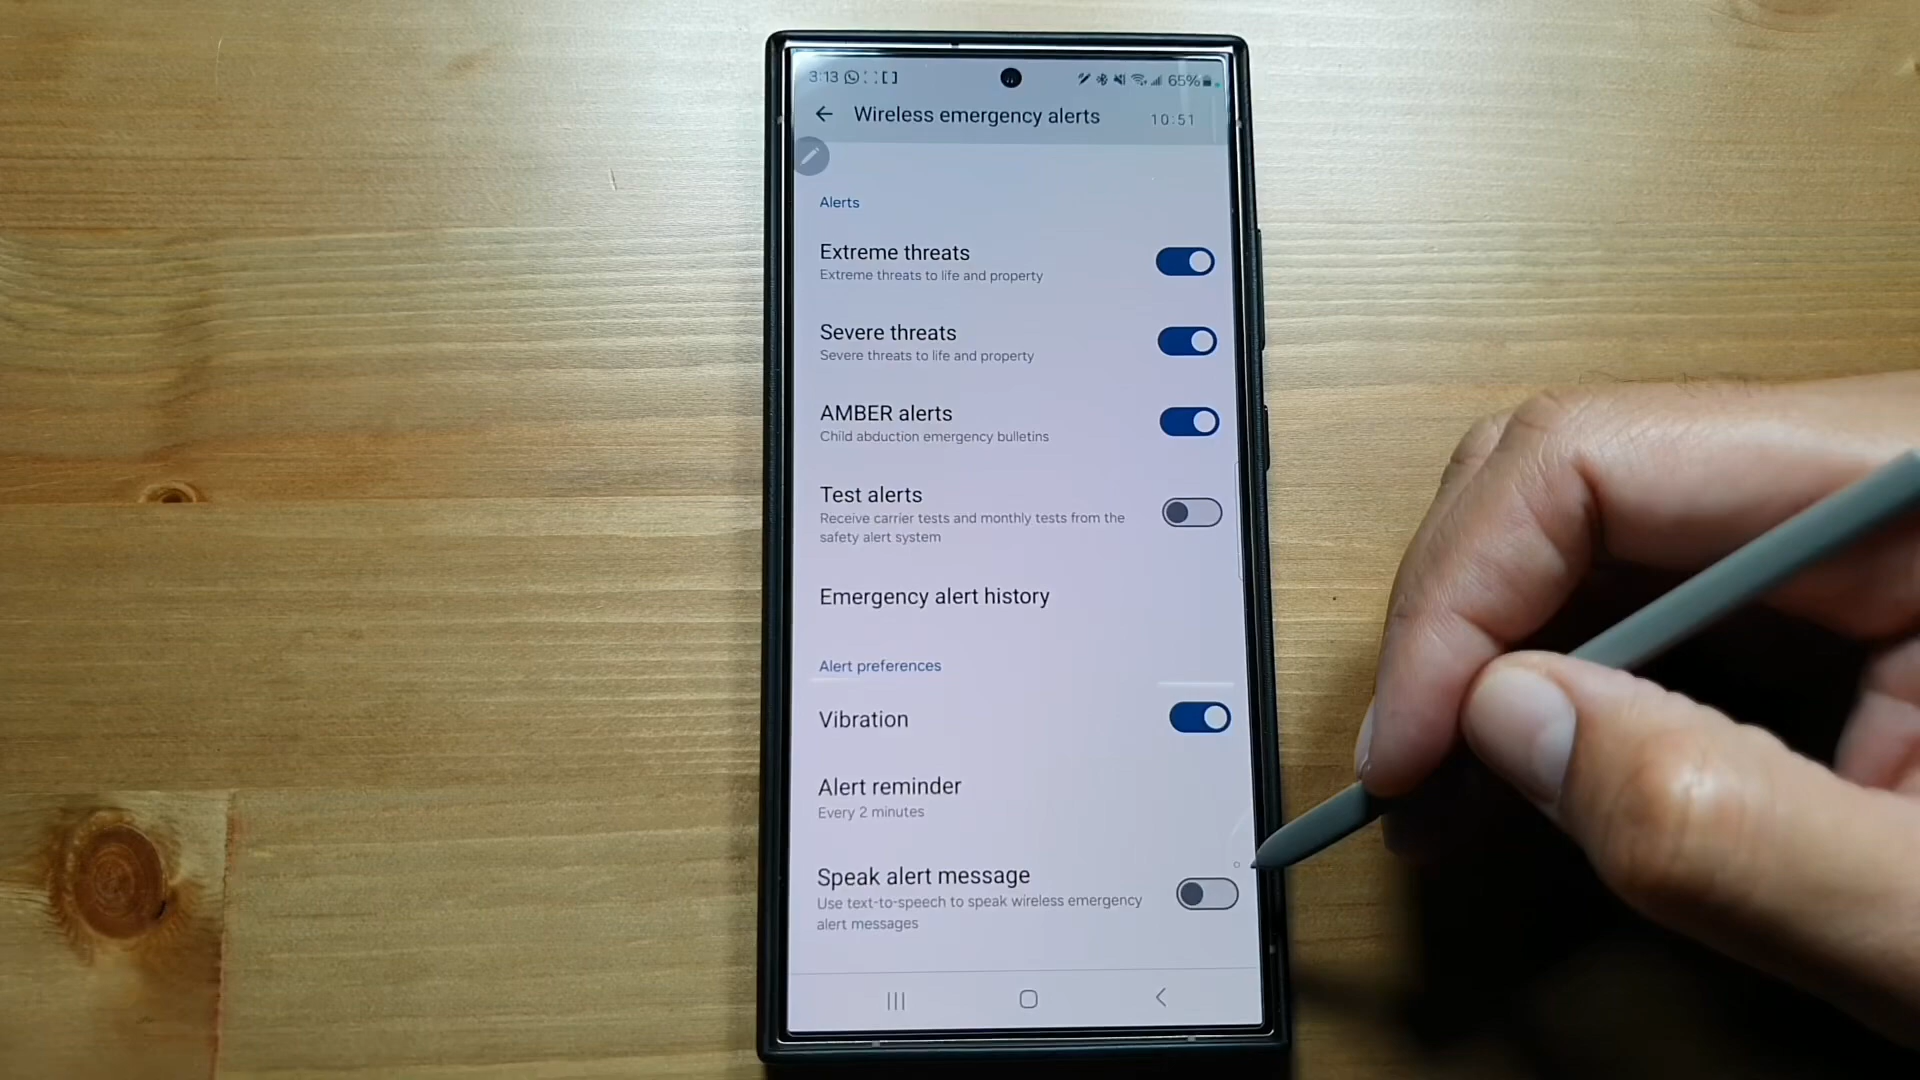 3:13 65%
Wireless emergency alerts 10:51
Alerts
Extreme threats
Extreme threats to life and property
Severe threats
Severe threats to life and property
AMBER alerts
Child abduction emergency bulletins
Test alerts
Receive carrier tests and monthly tests from the
safety alert system
Emergency alert history
Alert preferences
Vibration
Alert reminder
Every 2 minutes
Speak alert message
Use text-to-speech to speak wireless emergency
alert messages